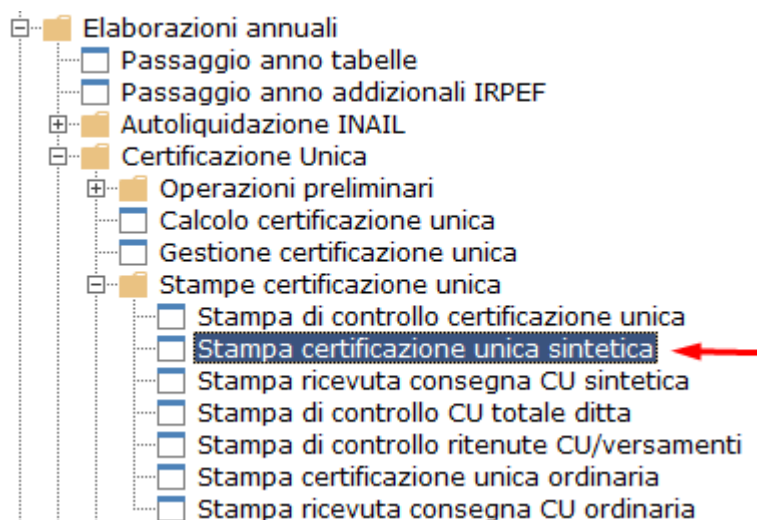 Elaborazioni annuali
Passaggio anno tabelle
Passaggio anno addizionali IRPEF
Autoliquidazione INAIL
Certificazione Unica
Operazioni preliminari
Calcolo certificazione unica
Gestione certificazione unica
Stampe certificazione unica
Stampa di controllo certificazione unica
Stampa certificazione unica sintetica
Stampa ricevuta consegna CU sintetica
Stampa di controllo CU totale ditta
Stampa di controllo ritenute CU/versamenti
Stampa certificazione unica ordinaria
Stampa ricevuta consegna CU ordinaria